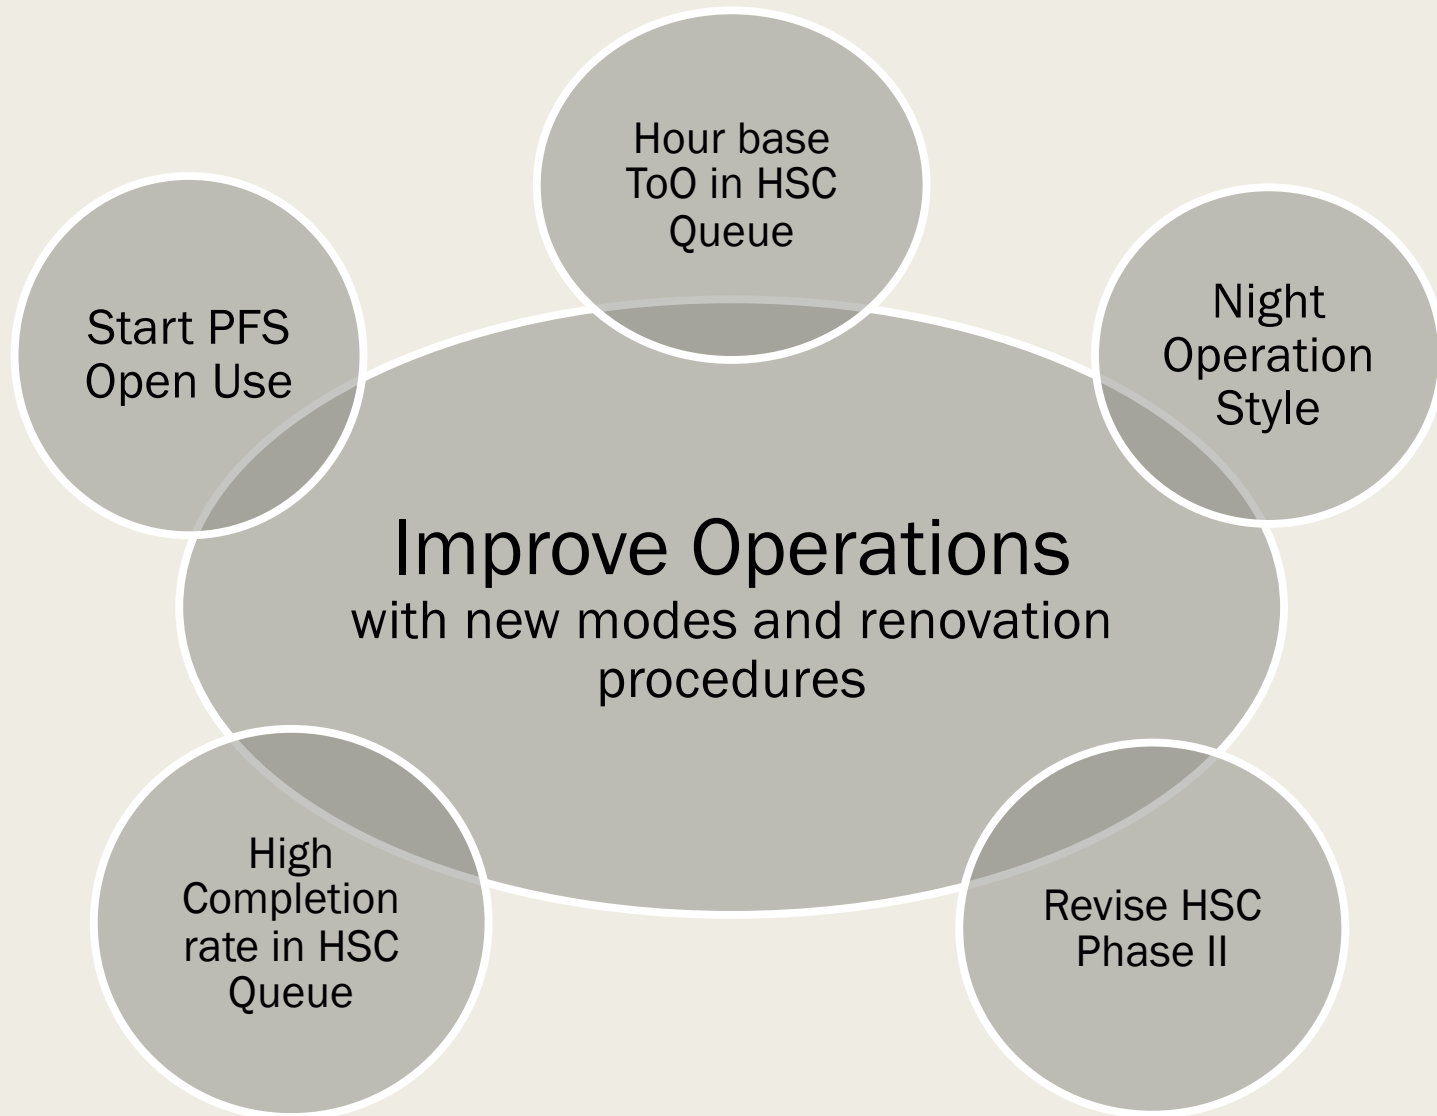 Hour base
ToO in HSC
Queue
Start PFS
Open Use
Night
Operation
Style
Improve Operations
with new modes and renovation
procedures
High
Completion
rate in HSC
Queue
Revise HSC
Phase II